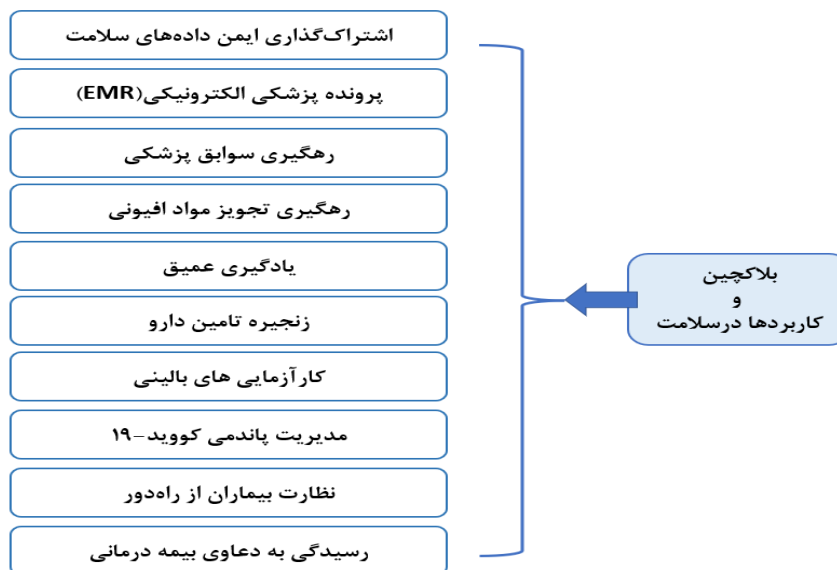 اشتراک‌گذاری ایمن داده‌های سلامت
پرونده پزشکی الکترونیکی(EMR)
رهگیری سوابق پزشکی
رهگیری تجویز مواد افیونی
یادگیری عمیق
زنجیره تامین دارو
کارآزمایی های بالینی
مدیریت پاندمی کووید-۱۹
نظارت بیماران از راه‌دور
رسیدگی به دعاوی بیمه درمانی
بلاکچین
و
کاربردها درسلامت